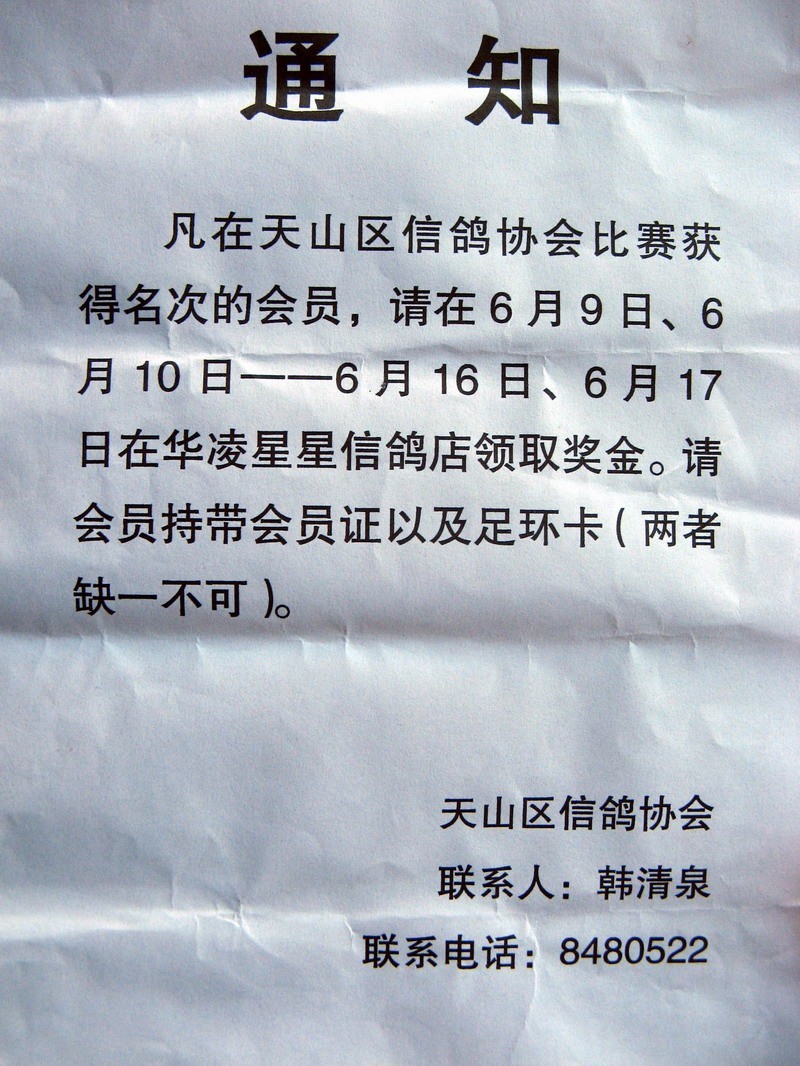 通 知
凡在天山区信鸽协会比赛获
得名次的会员，请在 6 月 9 日、6
月 10 日——6 月 16 日、6 月 17
日在华凌星星信鸽店领取奖金。请
会员持带会员证以及足环卡（两者
缺一不可）。
天山区信鸽协会
联系人：韩清泉
联系电话：8480522